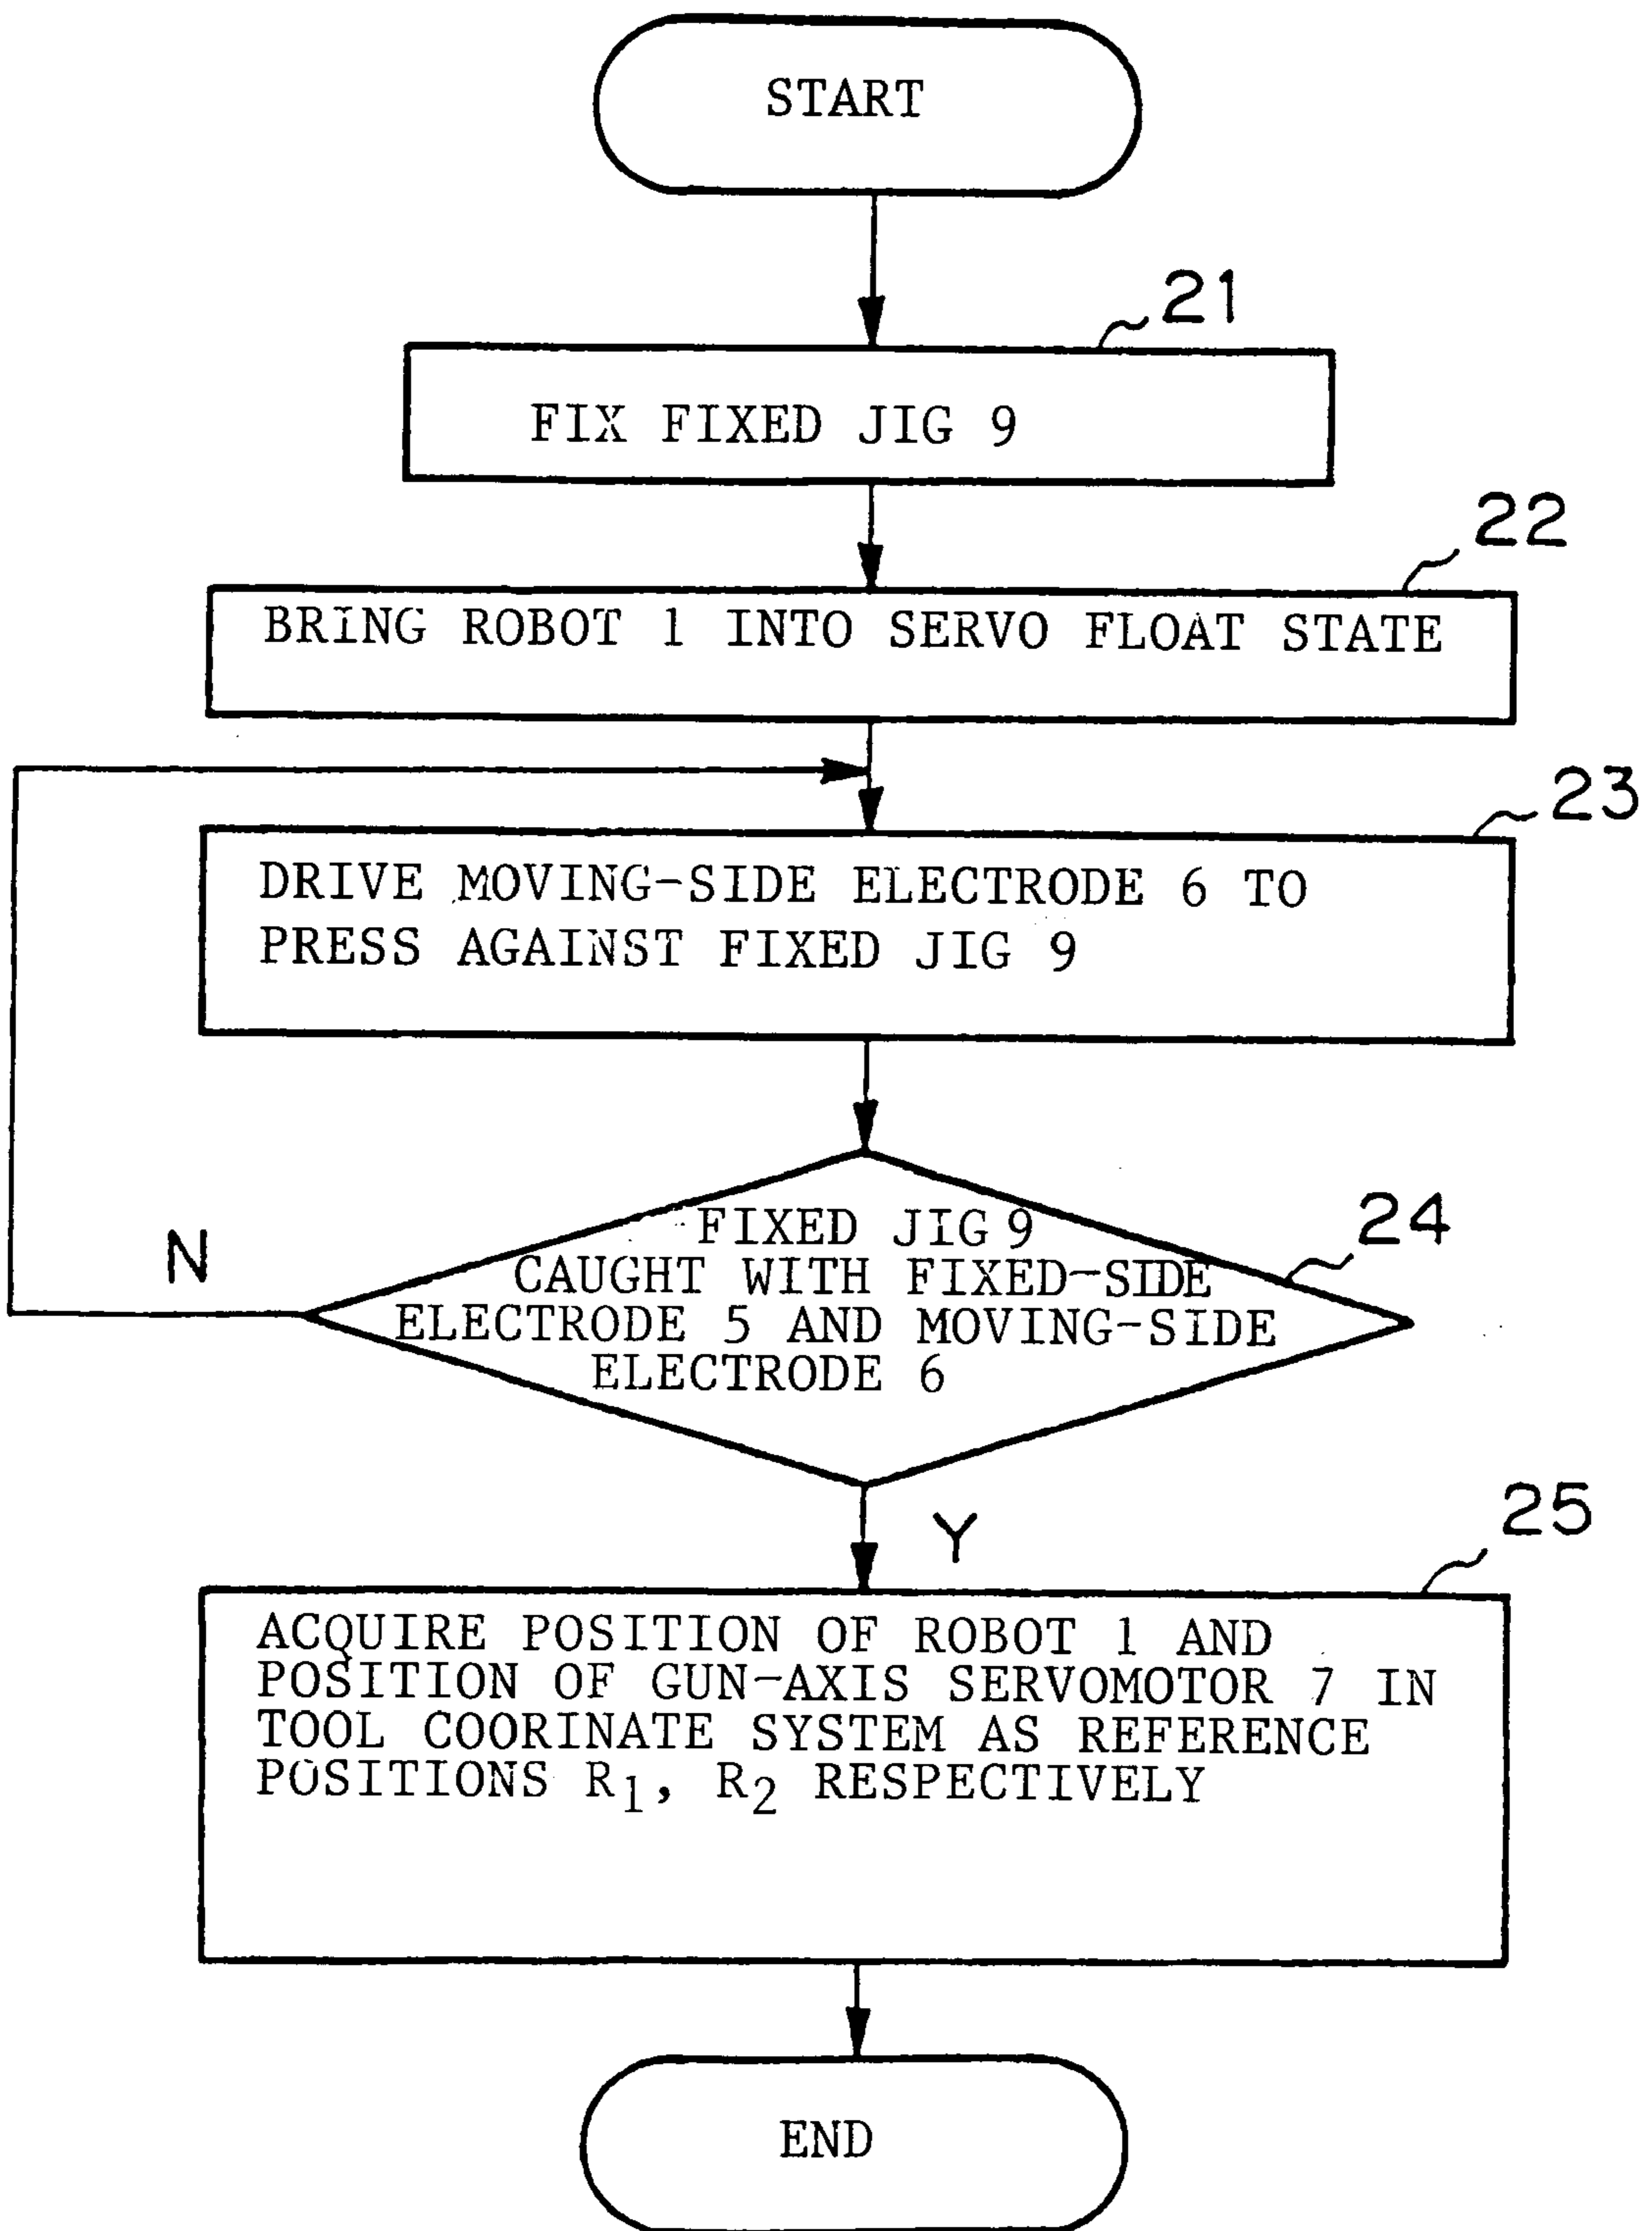 START
21
FIX FIXED JIG 9
22
BRING ROBOT 1 INTO SERVO FLOAT STATE
23
DRIVE MOVING-SIDE ELECTRODE 6 TO
PRESS AGAINST FIXED JIG 9
24
N
FIXED JIG 9
CAUGHT WITH FIXED-SIDE
ELECTRODE 5 AND MOVING-SIDE
ELECTRODE 6
Y
25
ACQUIRE POSITION OF ROBOT 1 AND
POSITION OF GUN-AXIS SERVOMOTOR 7 IN
TOOL COORINATE SYSTEM AS REFERENCE
POSITIONS R1, R2 RESPECTIVELY
END